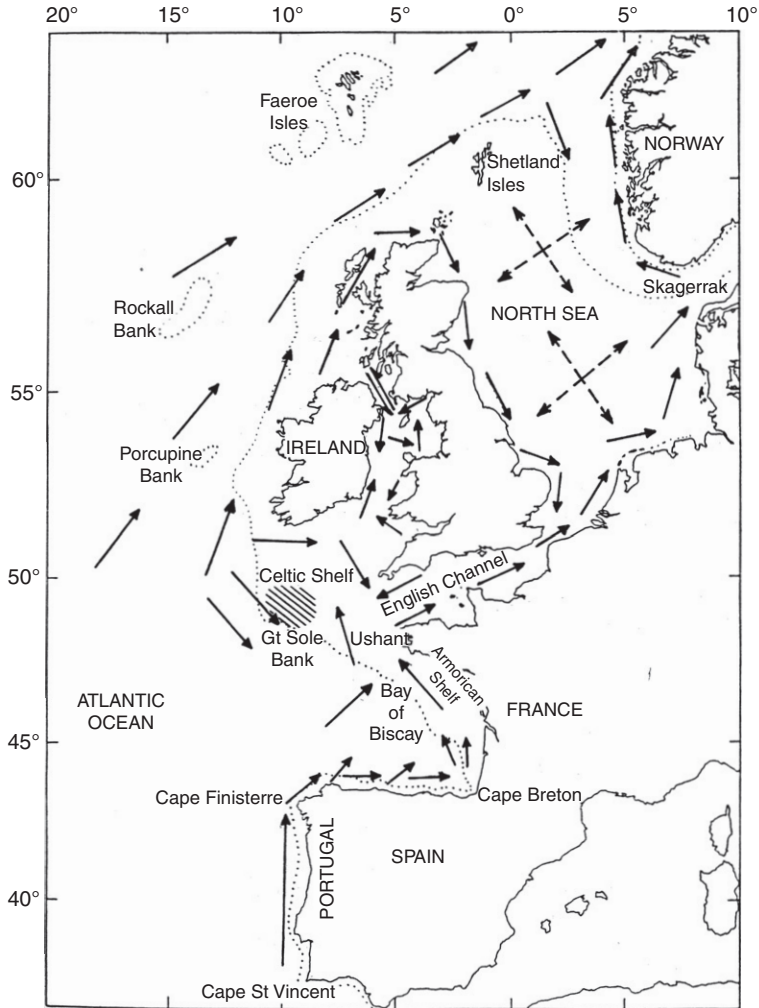 20° 15° 10° 5° 0° 5° 10°
Faeroe
Isles
NORWAY
Shetland
Isles
60°
Skagerrak
Rockall
Bank
NORTH SEA
55°
IRELAND
Porcupine
Bank
50°
Celtic Shelf
English Channel
Gt Sole
Bank
Ushant
Armorican
Shelf
ATLANTIC
OCEAN
Bay
of
Biscay
FRANCE
45°
Cape Finisterre
Cape Breton
PORTUGAL
SPAIN
40°
Cape St Vincent